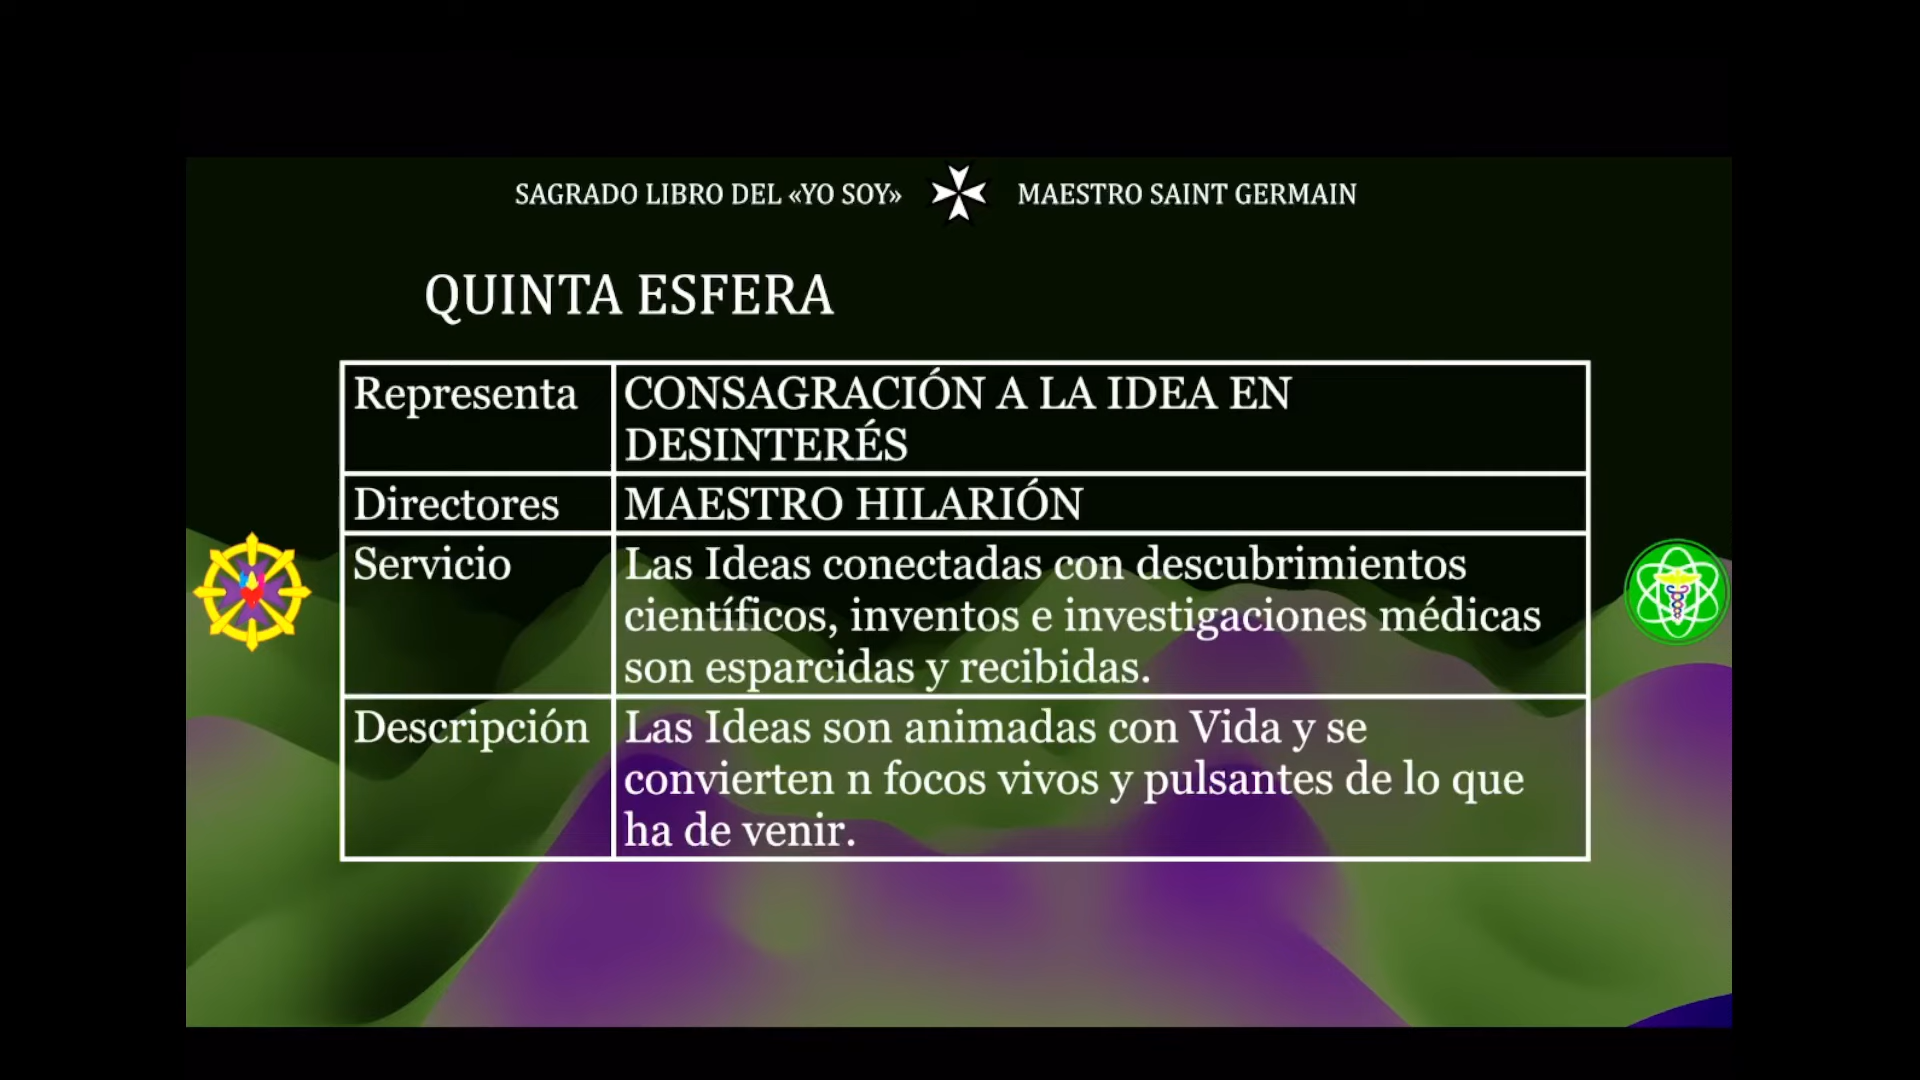 SAGRADO LIBRO DEL «YO SOY» MAESTRO SAINT GERMAIN
QUINTA ESFERA
Representa CONSAGRACIÓN A LA IDEA EN
DESINTERÉS
Directores MAESTRO HILARIÓN
Servicio Las Ideas conectadas con descubrimientos
científicos, inventos e investigaciones médicas
son esparcidas y recibidas.
Descripción Las Ideas son animadas con Vida y se
convierten n focos vivos y pulsantes de lo que
ha de venir.